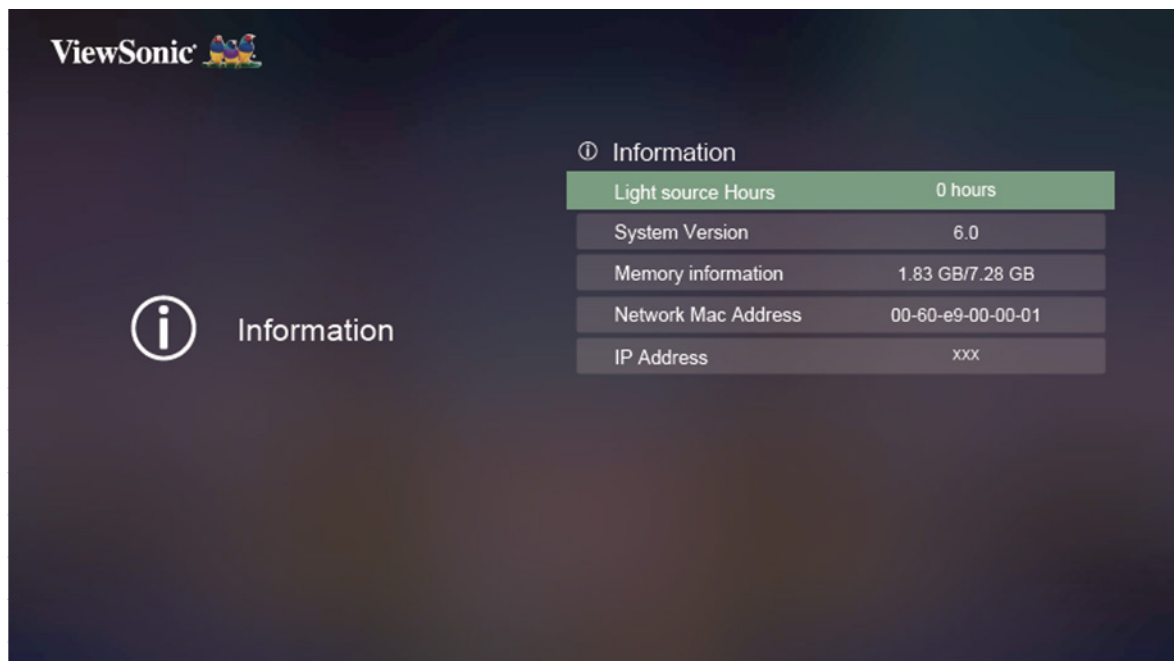 ViewSonic
Information
Information
Light source Hours 0 hours
System Version 6.0
Memory information 1.83 GB/7.28 GB
Network Mac Address 00-60-e9-00-00-01
IP Address xxx